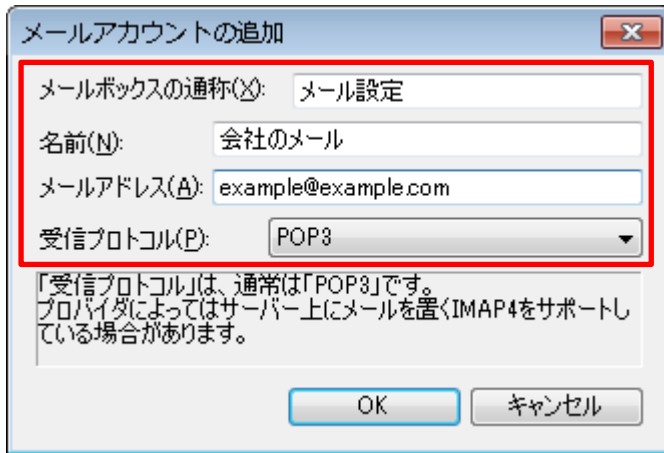 メールアカウントの追加
メールボックスの通称(X): メール設定
名前(N): 会社のメール
メールアドレス(A): example@example.com
受信プロトコル(P): POP3
「受信プロトコル」は、通常は「POP3」です。
プロバイダによってはサーバー上にメールを置くIMAP4をサポートし
ている場合があります。
OK キャンセル